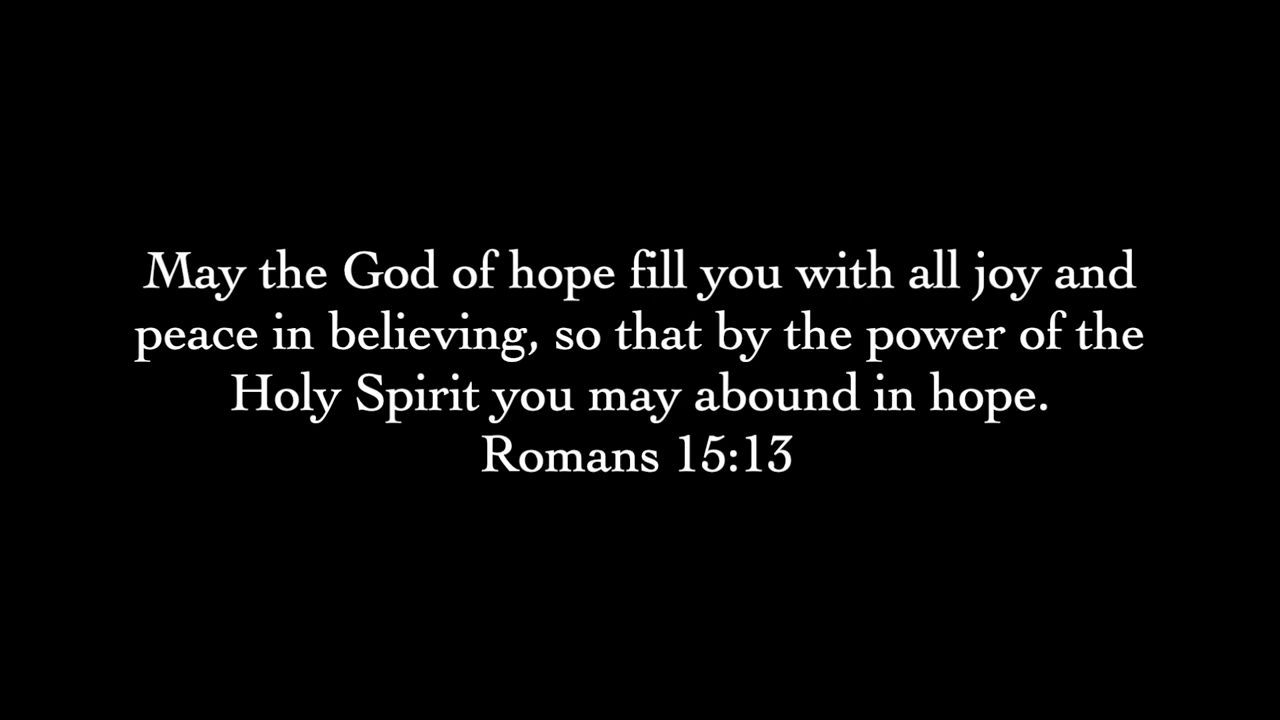 May the God of hope fill you with all joy and
peace in believing, so that by the power of the
Holy Spirit you may abound in hope.
Romans 15:13